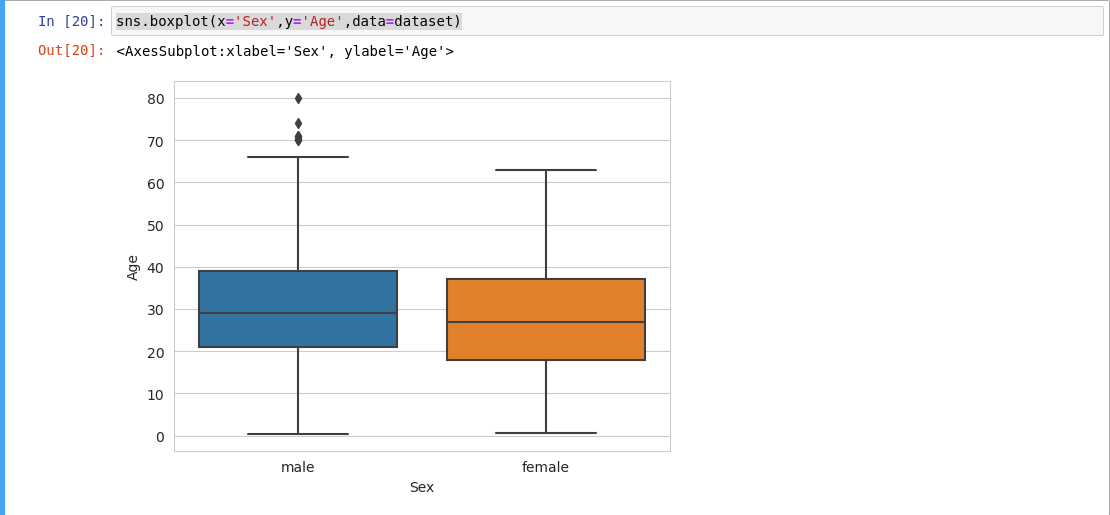 In [20]: sns.boxplot(x='Sex',y='Age',data=dataset)
Out[20]: <AxesSubplot:xlabel='Sex', ylabel='Age'>
80
70
60
50
40
30
20
10
0
Age
male female
Sex